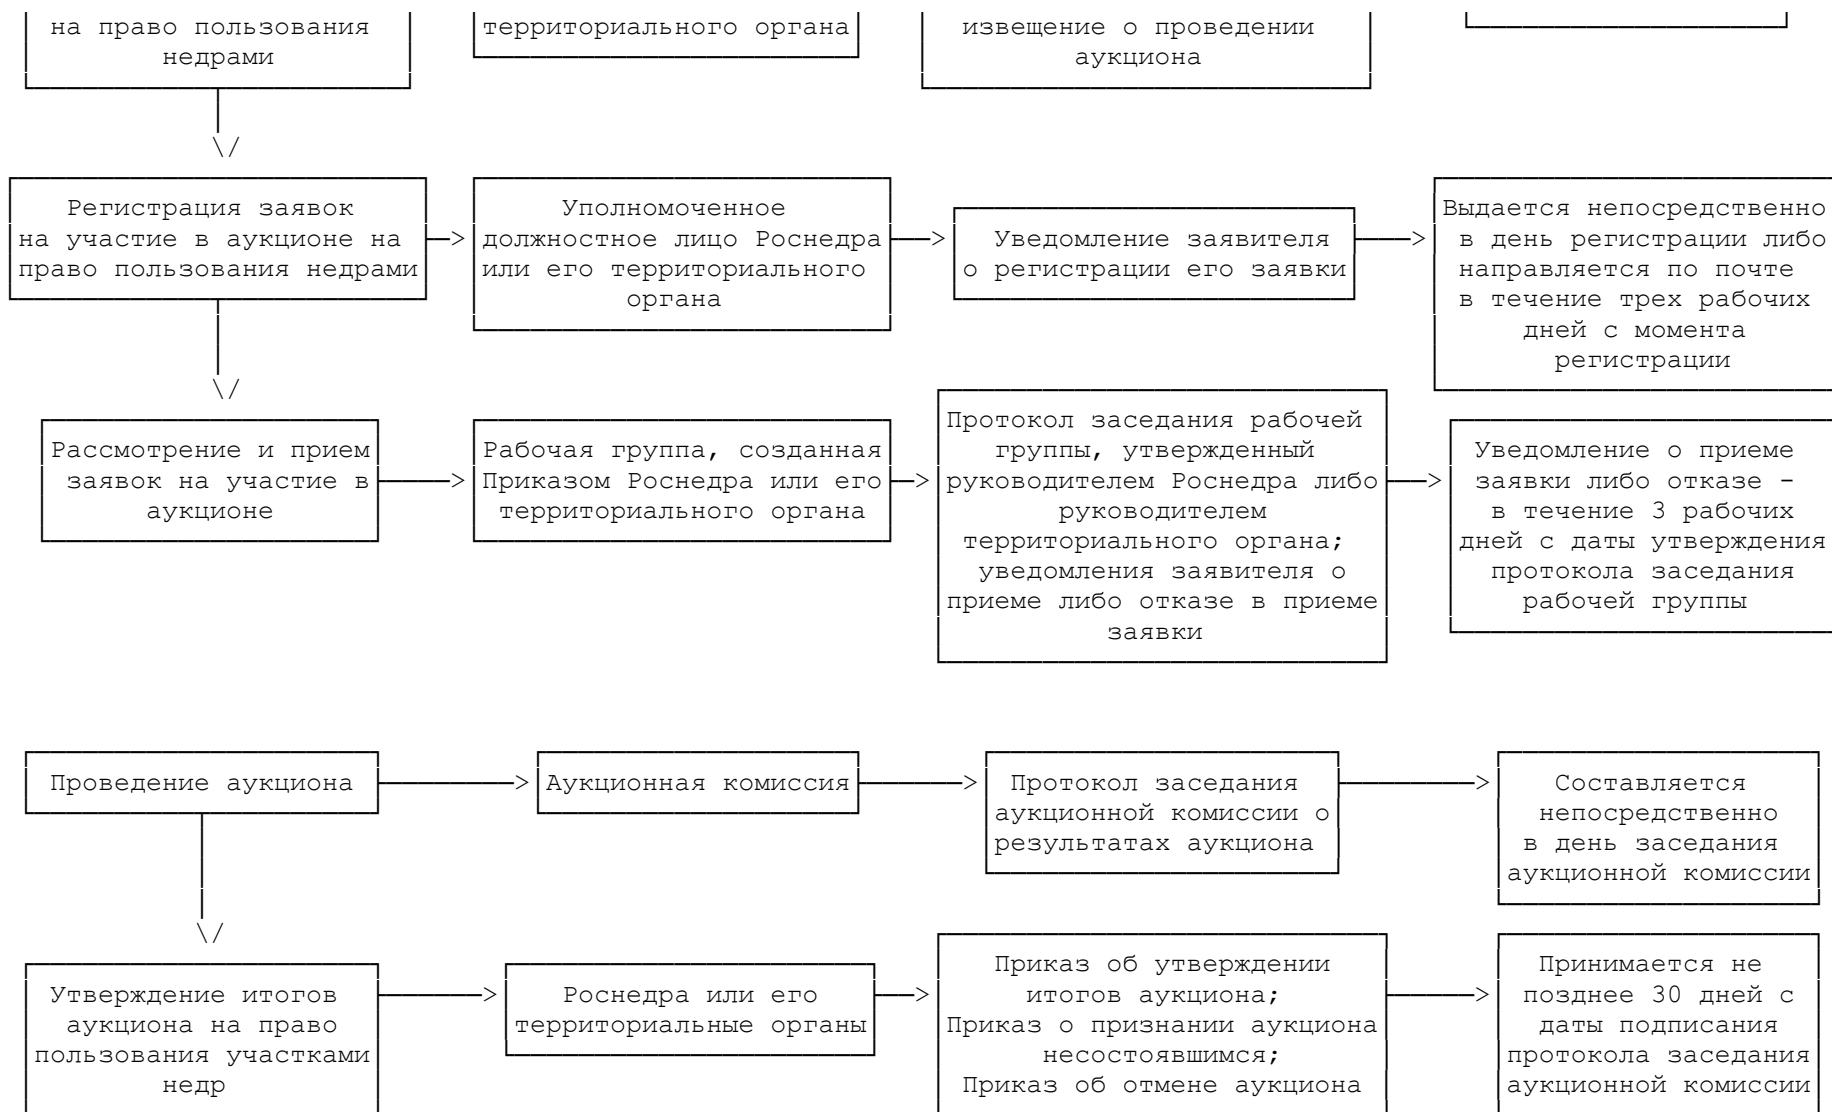 на право пользования
недрами
территориального органа
извещение о проведении
аукциона
Регистрация заявок
на участие в аукционе на
право пользования недрами
Уполномоченное
должностное лицо Роснедра
или его территориального
органа
Уведомление заявителя
о регистрации его заявки
Выдается непосредственно
в день регистрации либо
направляется по почте
в течение трех рабочих
дней с момента
регистрации
Рассмотрение и прием
заявок на участие в
аукционе
Рабочая группа, созданная
Приказом Роснедра или его
территориального органа
Протокол заседания рабочей
группы, утвержденный
руководителем Роснедра либо
руководителем
территориального органа;
уведомления заявителя о
приеме либо отказе в приеме
заявки
Уведомление о приеме
заявки либо отказе -
в течение 3 рабочих
дней с даты утверждения
протокола заседания
рабочей группы
Проведение аукциона
Аукционная комиссия
Протокол заседания
аукционной комиссии о
результатах аукциона
Составляется
непосредственно
в день заседания
аукционной комиссии
Утверждение итогов
аукциона на право
пользования участками
недр
Роснедра или его
территориальные органы
Приказ об утверждении
итогов аукциона;
Приказ о признании аукциона
несостоявшимся;
Приказ об отмене аукциона
Принимается не
позднее 30 дней с
даты подписания
протокола заседания
аукционной комиссии